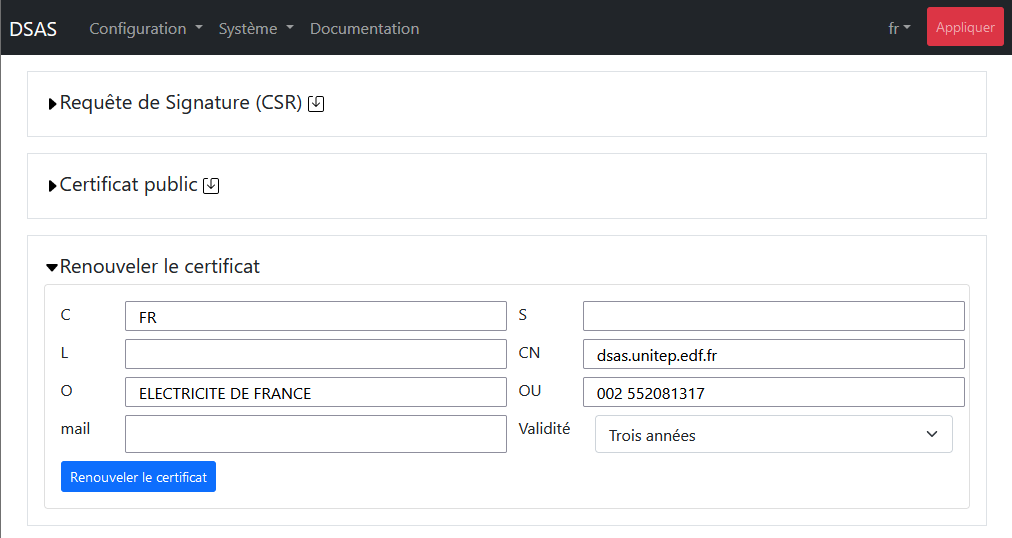 DSAS Configuration Système Documentation fr Appliquer
Requête de Signature (CSR)
Certificat public
Renouveler le certificat
C FR S
L CN dsas.unitep.edf.fr
O ELECTRICITE DE FRANCE OU 002 552081317
mail Validité Trois années
Renouveler le certificat